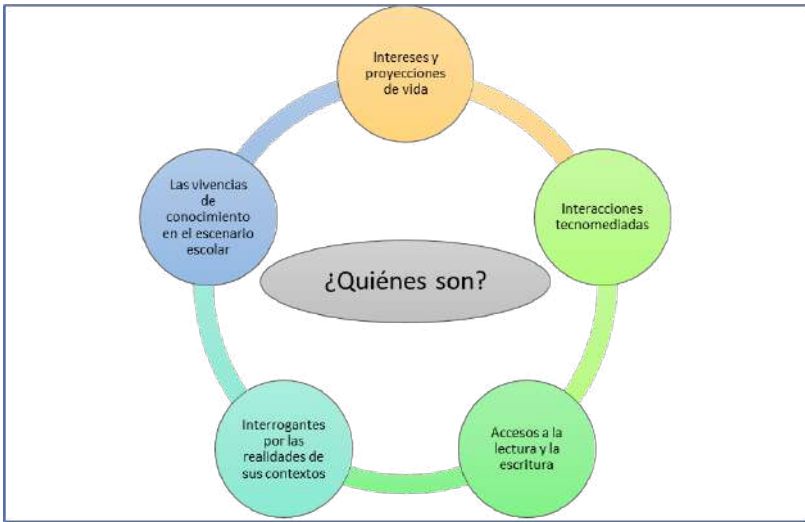 Intereses y
proyecciones
de vida
Interacciones
tecnomediadas
Accesos a la
lectura y la
escritura
Interrogantes
por las
realidades de
sus contextos
Las vivencias
de
conocimiento
en el escenario
escolar
¿Quiénes son?